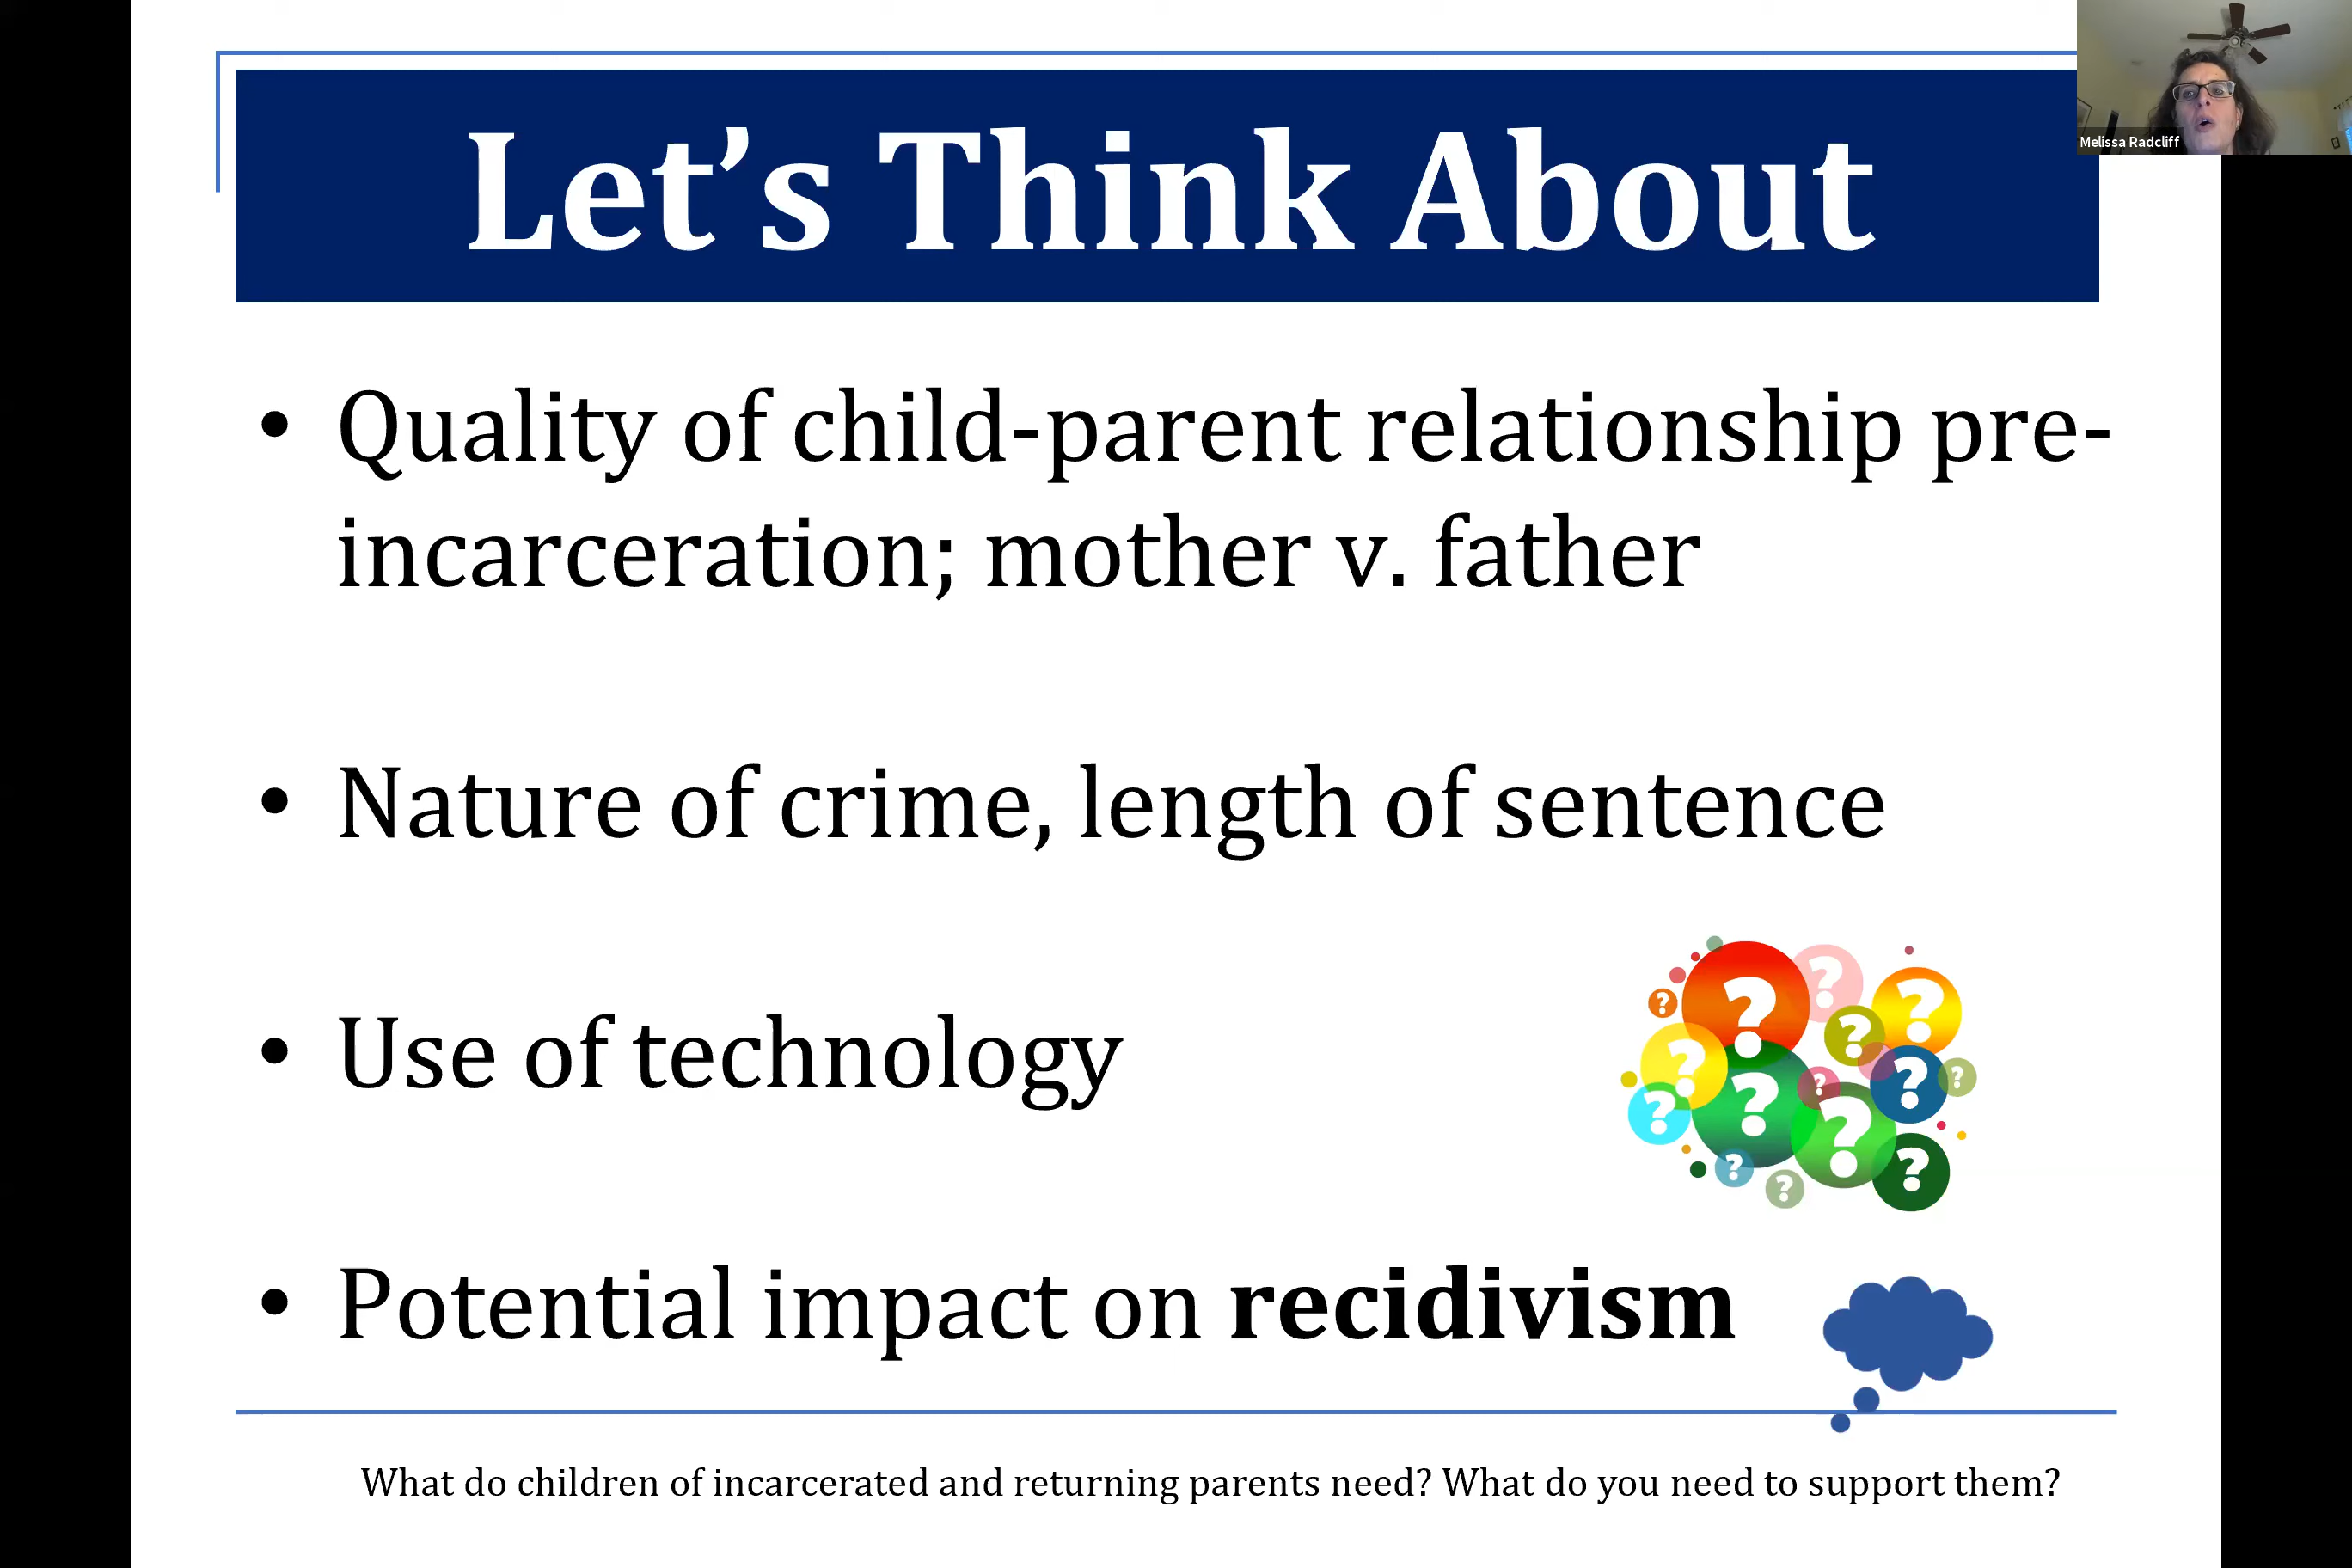 Let’s Think About
Melissa Radcliff
• Quality of child-parent relationship pre-
incarceration; mother v. father
• Nature of crime, length of sentence
• Use of technology
? ? ? ? ? ? ? ? ? ? ? ? ? ? ?
• Potential impact on recidivism
What do children of incarcerated and returning parents need? What do you need to support them?